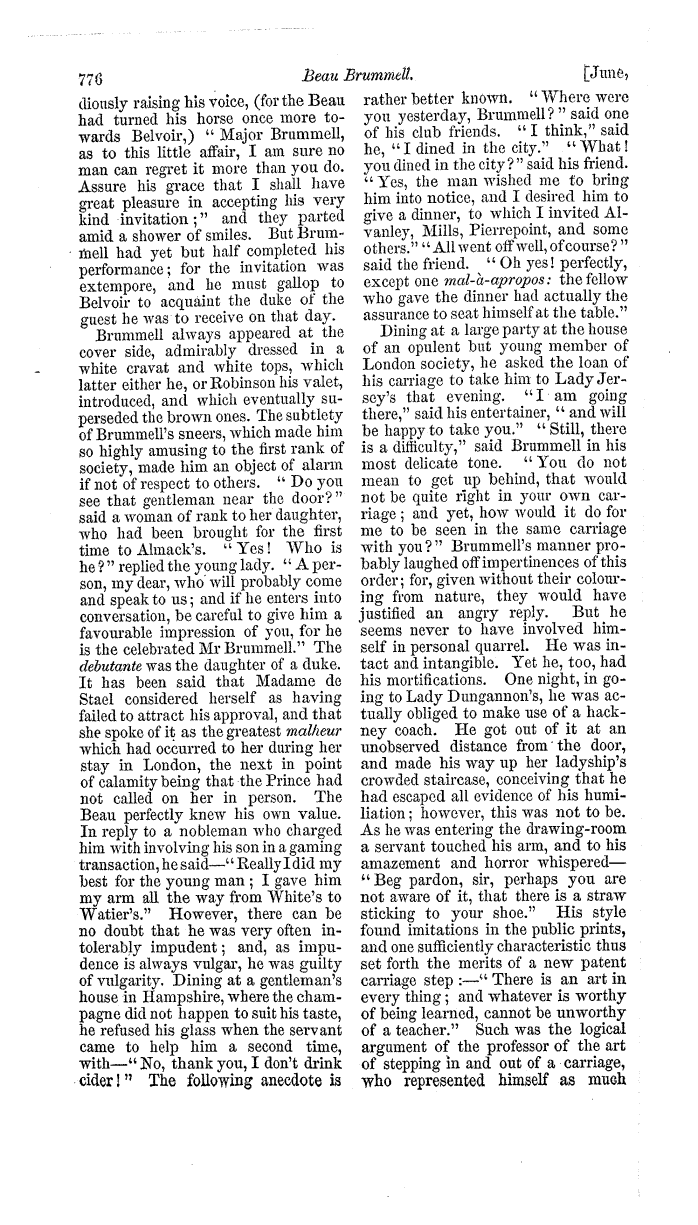 776
Beau Brummell.
[June,
diously raising his voice, (for the Beau
had turned his horse once more to-
wards Belvoir,) “ Major Brummell,
as to this little affair, I am sure no
man can regret it more than you do.
Assure his grace that I shall have
great pleasure in accepting his very
kind invitation ;” and they parted
amid a shower of smiles. But Brum-
mell had yet but half completed his
performance ; for the invitation was
extempore, and he must gallop to
Belvoir to acquaint the duke of the
guest he was to receive on that day.
Brummell always appeared at the
cover side, admirably dressed in a
white cravat and white tops, which
latter either he, or Robinson his valet,
introduced, and which eventually su-
perseded the brown ones. The subtlety
of Brummell's sneers, which made him
so highly amusing to the first rank of
society, made him an object of alarm
if not of respect to others. “ Do you
see that gentleman near the door?”
said a woman of rank to her daughter,
who had been brought for the first
time to Almack's. “ Yes! Who is
he?” replied the young lady. “ A per-
son, my dear, who will probably come
and speak to us ; and if he enters into
conversation, be careful to give him a
favourable impression of you, for he
is the celebrated Mr Brummell.” The
debutante was the daughter of a duke.
It has been said that Madame de
Stael considered herself as having
failed to attract his approval, and that
she spoke of it as the greatest malheur
which had occurred to her during her
stay in London, the next in point
of calamity being that the Prince had
not called on her in person. The
Beau perfectly knew his own value.
In reply to a nobleman who charged
him with involving his son in a gaming
transaction, he said—“ Really I did my
best for the young man ; I gave him
my arm all the way from White's to
Watier's.” However, there can be
no doubt that he was very often in-
tolerably impudent ; and, as impu-
dence is always vulgar, he was guilty
of vulgarity. Dining at a gentleman's
house in Hampshire, where the cham-
pagne did not happen to suit his taste,
he refused his glass when the servant
came to help him a second time,
with—“ No, thank you, I don't drink
cider!” The following anecdote is
rather better known. “ Where were
you yesterday, Brummell?” said one
of his club friends. “ I think,” said
he, “ I dined in the city.” “ What!
you dined in the city?” said his friend.
“ Yes, the man wished me to bring
him into notice, and I desired him to
give a dinner, to which I invited Al-
vanley, Mills, Pierrepoint, and some
others.” “ All went off well, of course?”
said the friend. “ Oh yes! perfectly,
except one mal-à-apropos: the fellow
who gave the dinner had actually the
assurance to seat himself at the table.”
Dining at a large party at the house
of an opulent but young member of
London society, he asked the loan of
his carriage to take him to Lady Jer-
sey's that evening. “ I am going
there,” said his entertainer, “ and will
be happy to take you.” “ Still, there
is a difficulty,” said Brummell in his
most delicate tone. “ You do not
mean to get up behind, that would
not be quite right in your own car-
riage ; and yet, how would it do for
me to be seen in the same carriage
with you?” Brummell's manner pro-
bably laughed off impertinences of this
order ; for, given without their colour-
ing from nature, they would have
justified an angry reply. But he
seems never to have involved him-
self in personal quarrel. He was in-
tact and intangible. Yet he, too, had
his mortifications. One night, in go-
ing to Lady Dungannon's, he was ac-
tually obliged to make use of a hack-
ney coach. He got out of it at an
unobserved distance from the door,
and made his way up her ladyship's
crowded staircase, conceiving that he
had escaped all evidence of his humi-
liation ; however, this was not to be.
As he was entering the drawing-room
a servant touched his arm, and to his
amazement and horror whispered—
“ Beg pardon, sir, perhaps you are
not aware of it, that there is a straw
sticking to your shoe.” His style
found imitations in the public prints,
and one sufficiently characteristic thus
set forth the merits of a new patent
carriage step :—“ There is an art in
every thing ; and whatever is worthy
of being learned, cannot be unworthy
of a teacher.” Such was the logical
argument of the professor of the art
of stepping in and out of a carriage,
who represented himself as much